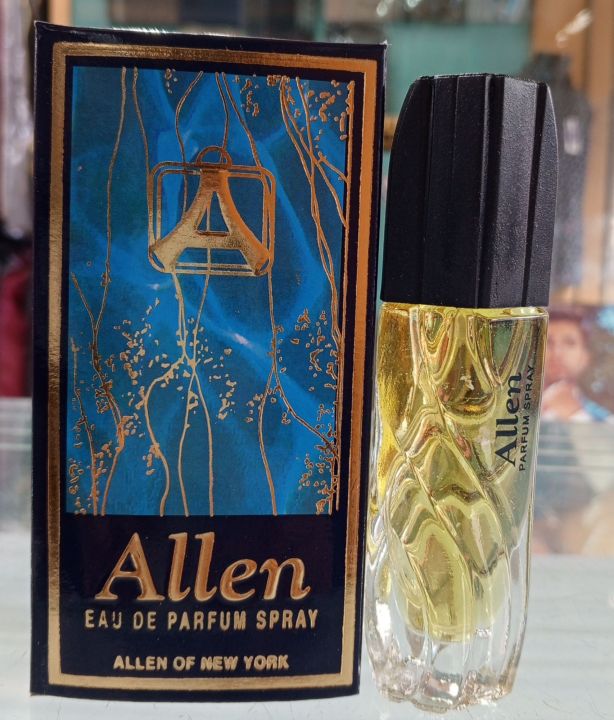 A
Allen
EAU DE PARFUM SPRAY
ALLEN OF NEW YORK
Allen
PARFUM SPRAY